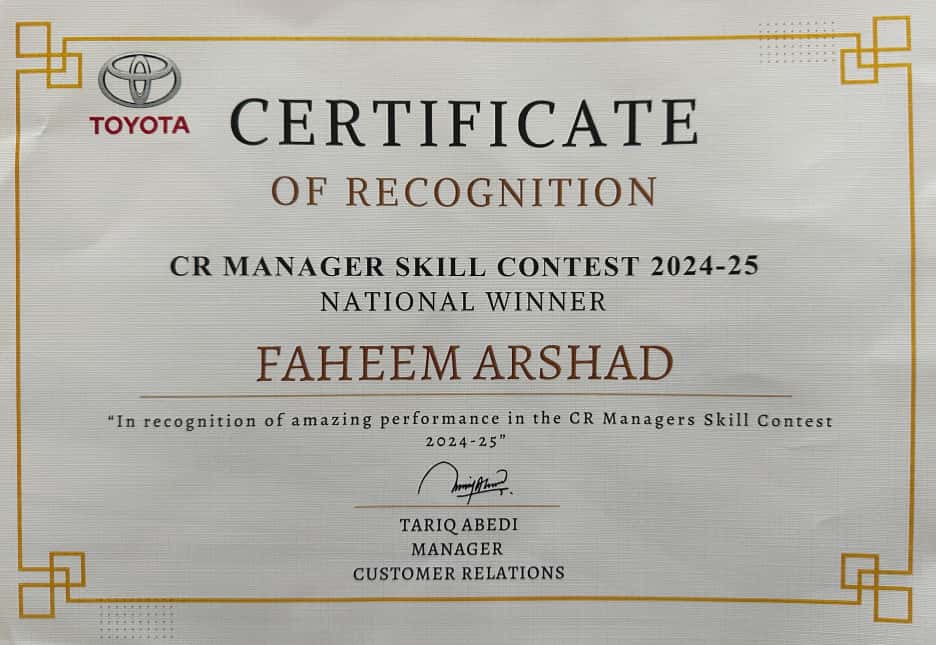 TOYOTA
CERTIFICATE
OF RECOGNITION
CR MANAGER SKILL CONTEST 2024-25
NATIONAL WINNER
FAHEEM ARSHAD
“In recognition of amazing performance in the CR Managers Skill Contest
2024-25”
TARIQ ABEDI
MANAGER
CUSTOMER RELATIONS